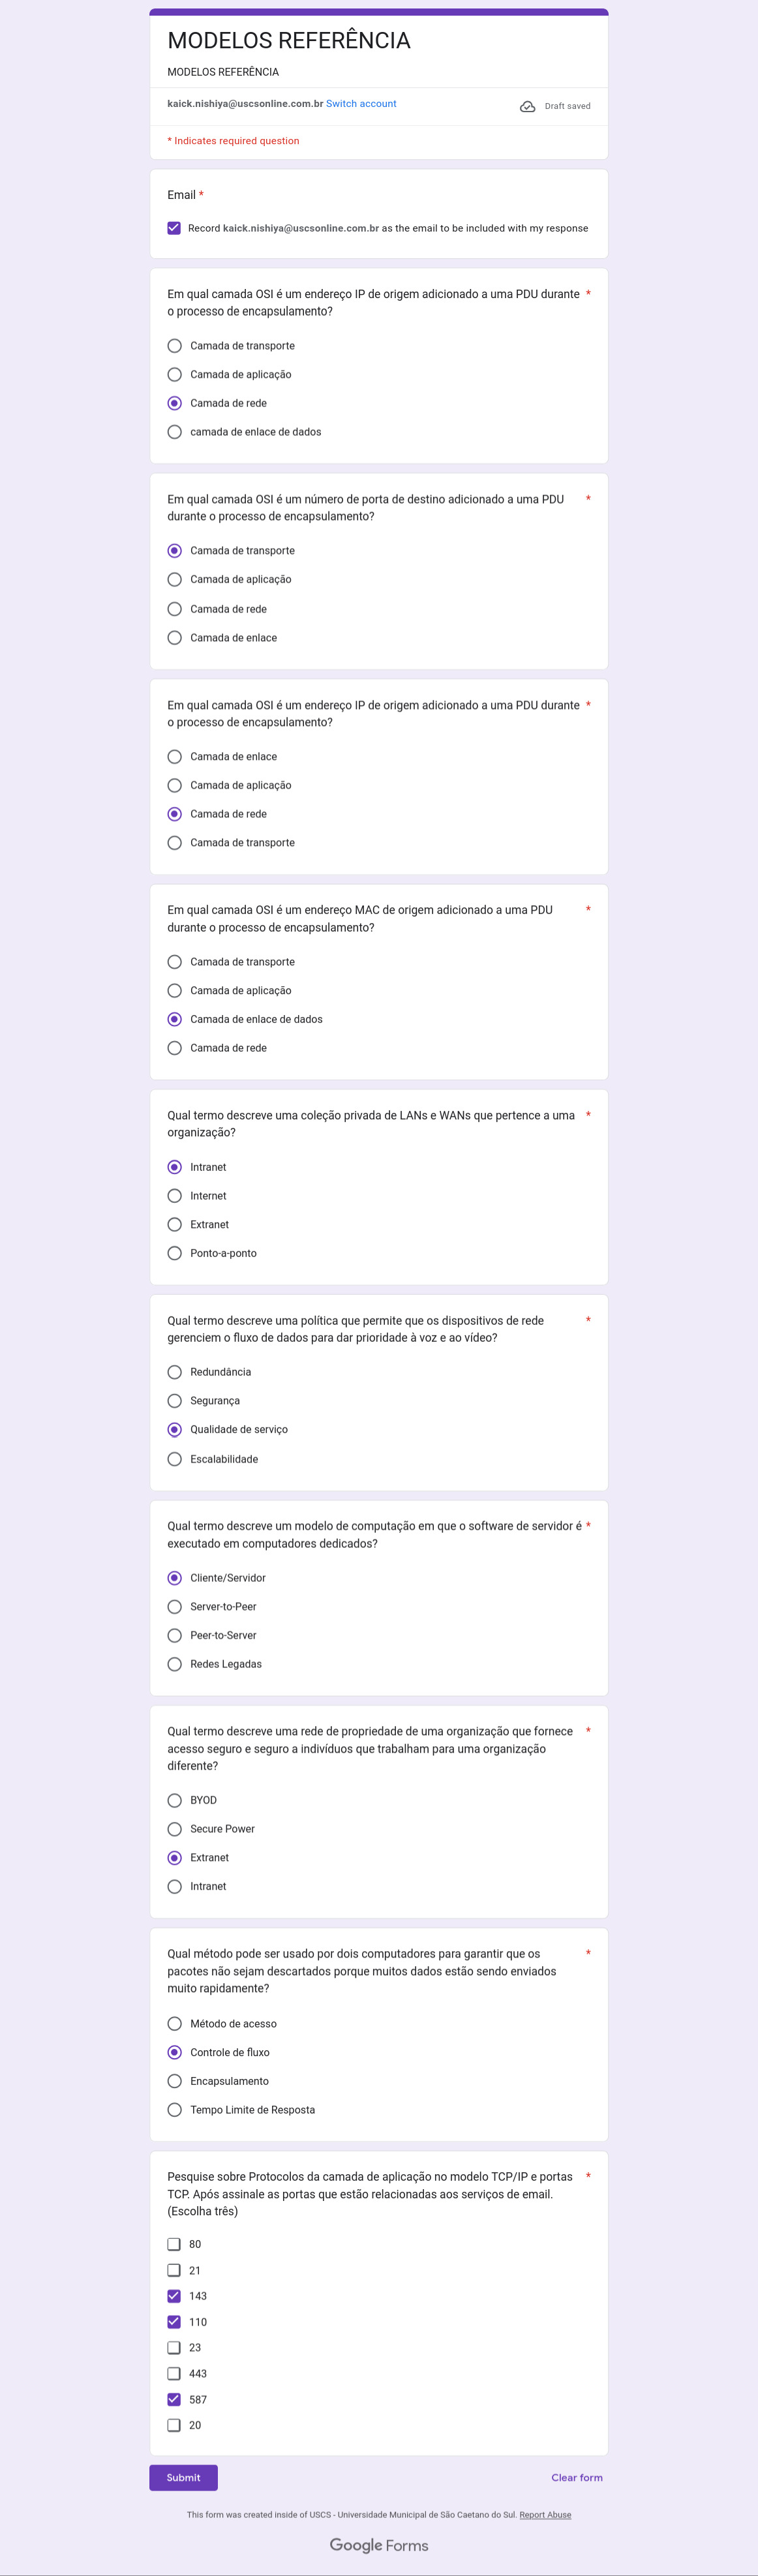 MODELOS REFERÊNCIA
MODELOS REFERÊNCIA
kaick.nishiya@uscsonline.com.br Switch account
Draft saved
* Indicates required question
Email *
Record kaick.nishiya@uscsonline.com.br as the email to be included with my response
Em qual camada OSI é um endereço IP de origem adicionado a uma PDU durante *
o processo de encapsulamento?
Camada de transporte
Camada de aplicação
Camada de rede
camada de enlace de dados
Em qual camada OSI é um número de porta de destino adicionado a uma PDU *
durante o processo de encapsulamento?
Camada de transporte
Camada de aplicação
Camada de rede
Camada de enlace
Em qual camada OSI é um endereço IP de origem adicionado a uma PDU durante *
o processo de encapsulamento?
Camada de enlace
Camada de aplicação
Camada de rede
Camada de transporte
Em qual camada OSI é um endereço MAC de origem adicionado a uma PDU *
durante o processo de encapsulamento?
Camada de transporte
Camada de aplicação
Camada de enlace de dados
Camada de rede
Qual termo descreve uma coleção privada de LANs e WANs que pertence a uma *
organização?
Intranet
Internet
Extranet
Ponto-a-ponto
Qual termo descreve uma política que permite que os dispositivos de rede *
gerenciem o fluxo de dados para dar prioridade à voz e ao vídeo?
Redundância
Segurança
Qualidade de serviço
Escalabilidade
Qual termo descreve um modelo de computação em que o software de servidor é *
executado em computadores dedicados?
Cliente/Servidor
Server-to-Peer
Peer-to-Server
Redes Legadas
Qual termo descreve uma rede de propriedade de uma organização que fornece *
acesso seguro e seguro a indivíduos que trabalham para uma organização
diferente?
BYOD
Secure Power
Extranet
Intranet
Qual método pode ser usado por dois computadores para garantir que os *
pacotes não sejam descartados porque muitos dados estão sendo enviados
muito rapidamente?
Método de acesso
Controle de fluxo
Encapsulamento
Tempo Limite de Resposta
Pesquise sobre Protocolos da camada de aplicação no modelo TCP/IP e portas *
TCP. Após assinale as portas que estão relacionadas aos serviços de email.
(Escolha três)
80
21
143
110
23
443
587
20
Submit
Clear form
This form was created inside of USCS - Universidade Municipal de São Caetano do Sul. Report Abuse
Google Forms